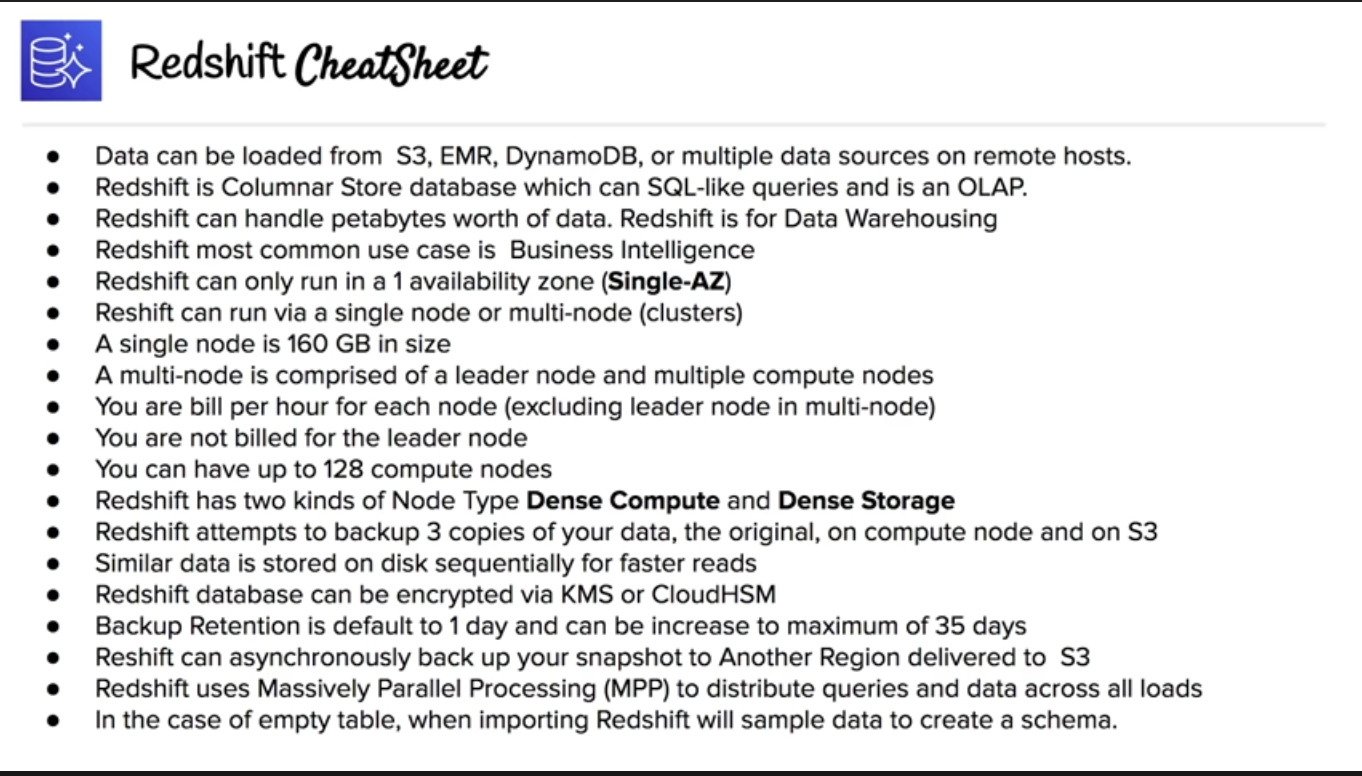 Redshift CheatSheet
● Data can be loaded from  S3, EMR, DynamoDB, or multiple data sources on remote hosts.
● Redshift is Columnar Store database which can SQL-like queries and is an OLAP.
● Redshift can handle petabytes worth of data. Redshift is for Data Warehousing
● Redshift most common use case is  Business Intelligence
● Redshift can only run in a 1 availability zone (Single-AZ)
● Reshift can run via a single node or multi-node (clusters)
● A single node is 160 GB in size
● A multi-node is comprised of a leader node and multiple compute nodes
● You are bill per hour for each node (excluding leader node in multi-node)
● You are not billed for the leader node
● You can have up to 128 compute nodes
● Redshift has two kinds of Node Type Dense Compute and Dense Storage
● Redshift attempts to backup 3 copies of your data, the original, on compute node and on S3
● Similar data is stored on disk sequentially for faster reads
● Redshift database can be encrypted via KMS or CloudHSM
● Backup Retention is default to 1 day and can be increase to maximum of 35 days
● Reshift can asynchronously back up your snapshot to Another Region delivered to  S3
● Redshift uses Massively Parallel Processing (MPP) to distribute queries and data across all loads
● In the case of empty table, when importing Redshift will sample data to create a schema.